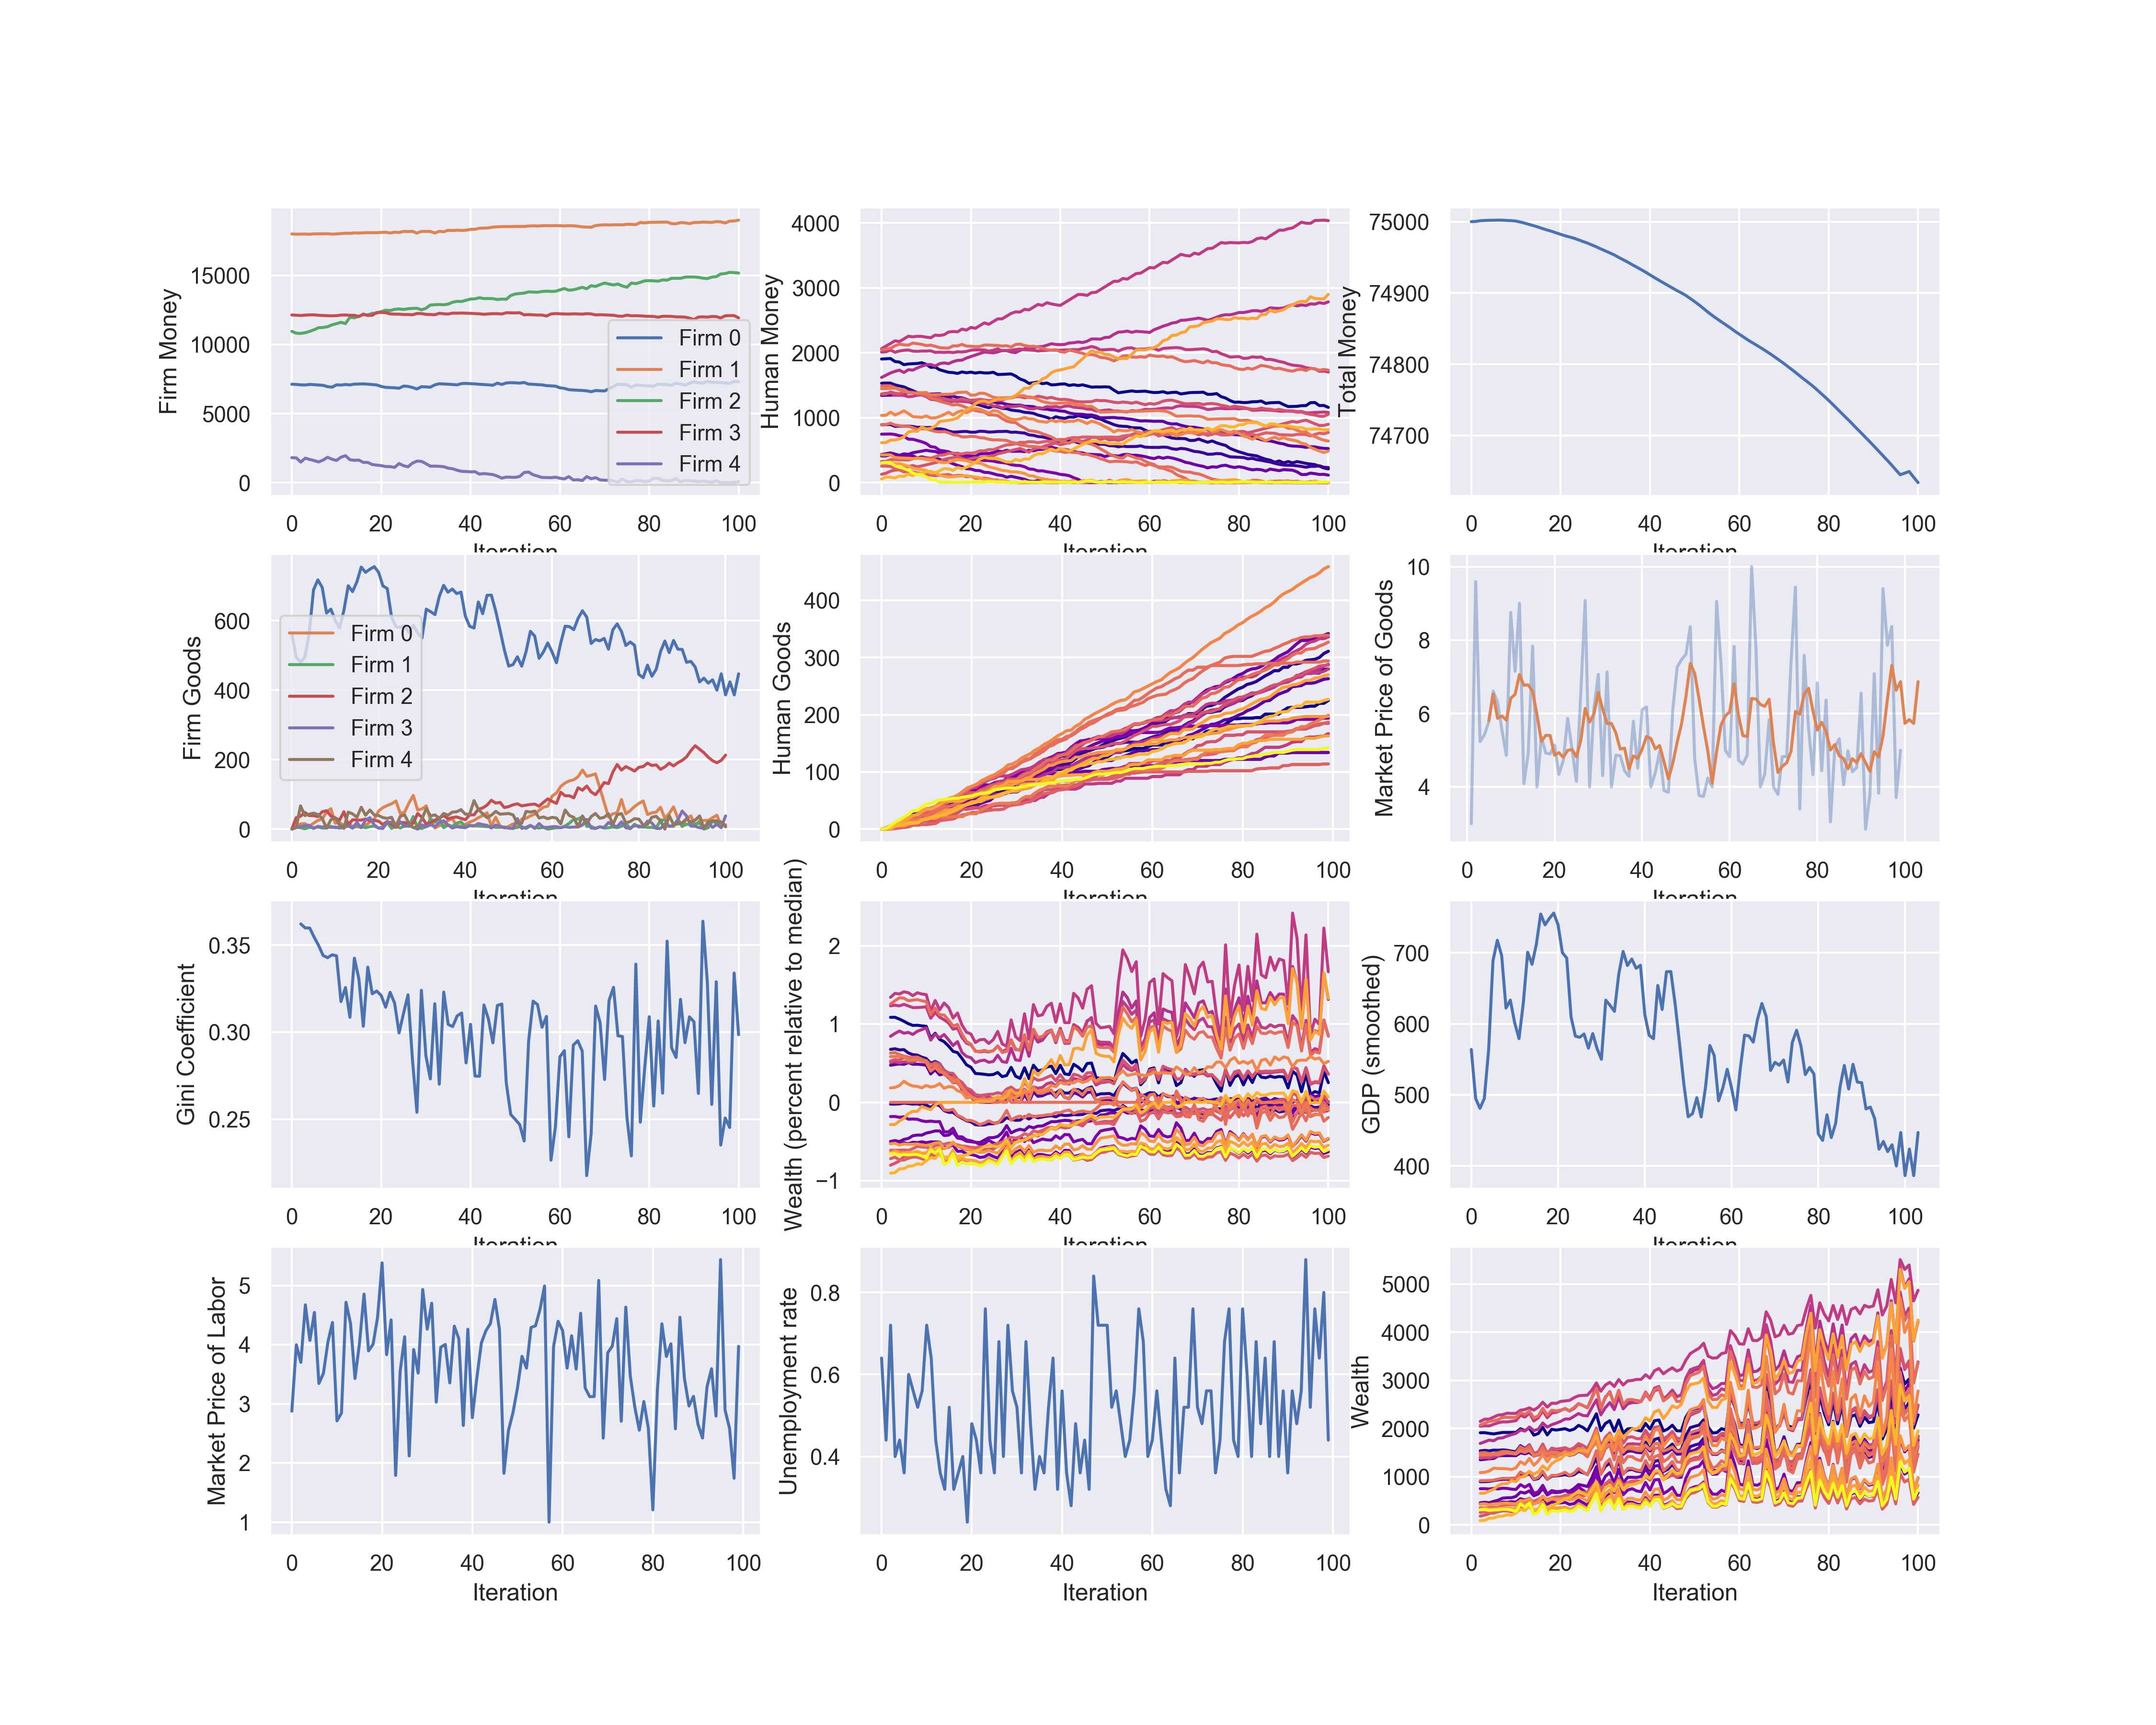 Firm Money
15000
10000
5000
0
Firm 0
Firm 1
Firm 2
Firm 3
Firm 4
0 20 40 60 80 100
Iteration
Human Money
4000
3000
2000
1000
0
0 20 40 60 80 100
Iteration
Total Money
75000
74900
74800
74700
0 20 40 60 80 100
Iteration
Firm Goods
600
400
200
0
Firm 0
Firm 1
Firm 2
Firm 3
Firm 4
0 20 40 60 80 100
Iteration
Human Goods
400
300
200
100
0
0 20 40 60 80 100
Iteration
Market Price of Goods
10
8
6
4
0 20 40 60 80 100
Iteration
Gini Coefficient
0.35
0.30
0.25
0 20 40 60 80 100
Iteration
Wealth (percent relative to median)
2
1
0
−1
0 20 40 60 80 100
Iteration
GDP (smoothed)
700
600
500
400
0 20 40 60 80 100
Iteration
Market Price of Labor
5
4
3
2
1
0 20 40 60 80 100
Iteration
Unemployment rate
0.8
0.6
0.4
0 20 40 60 80 100
Iteration
Wealth
5000
4000
3000
2000
1000
0
0 20 40 60 80 100
Iteration